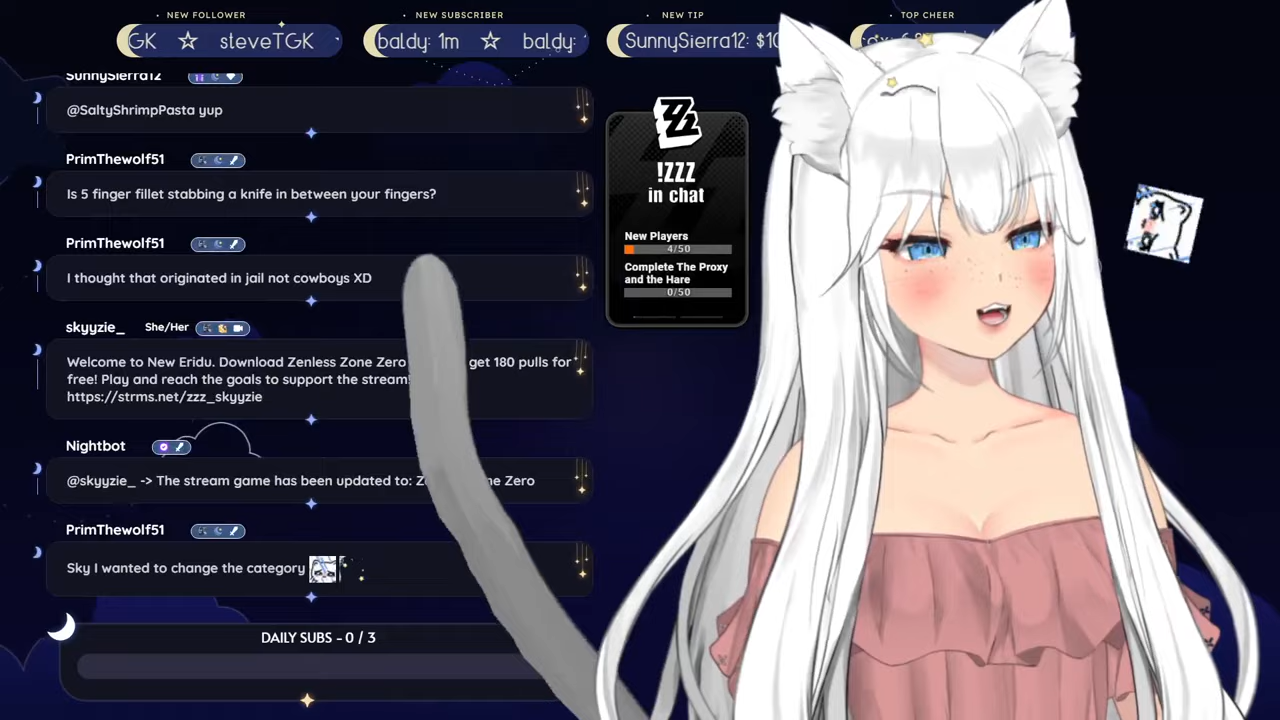 NEW FOLLOWER
NEW SUBSCRIBER
NEW TIP
TOP CHEER
GK ☆ steveTGK
baldy: 1m ☆ baldy:
SunnySierra12: $10
SunnySierra12
@SaltyShrimpPasta yup
PrimThewolf51
Is 5 finger fillet stabbing a knife in between your fingers?
PrimThewolf51
I thought that originated in jail not cowboys XD
skyyzie_ She/Her
Welcome to New Eridu. Download Zenless Zone Zero get 180 pulls for
free! Play and reach the goals to support the stream!
https://strms.net/zzz_skyyzie
Nightbot
@skyyzie_ -> The stream game has been updated to: Zero
PrimThewolf51
Sky I wanted to change the category
DAILY SUBS - 0 / 3
!ZZZ
in chat
New Players
4/50
Complete The Proxy
and the Hare
0/50